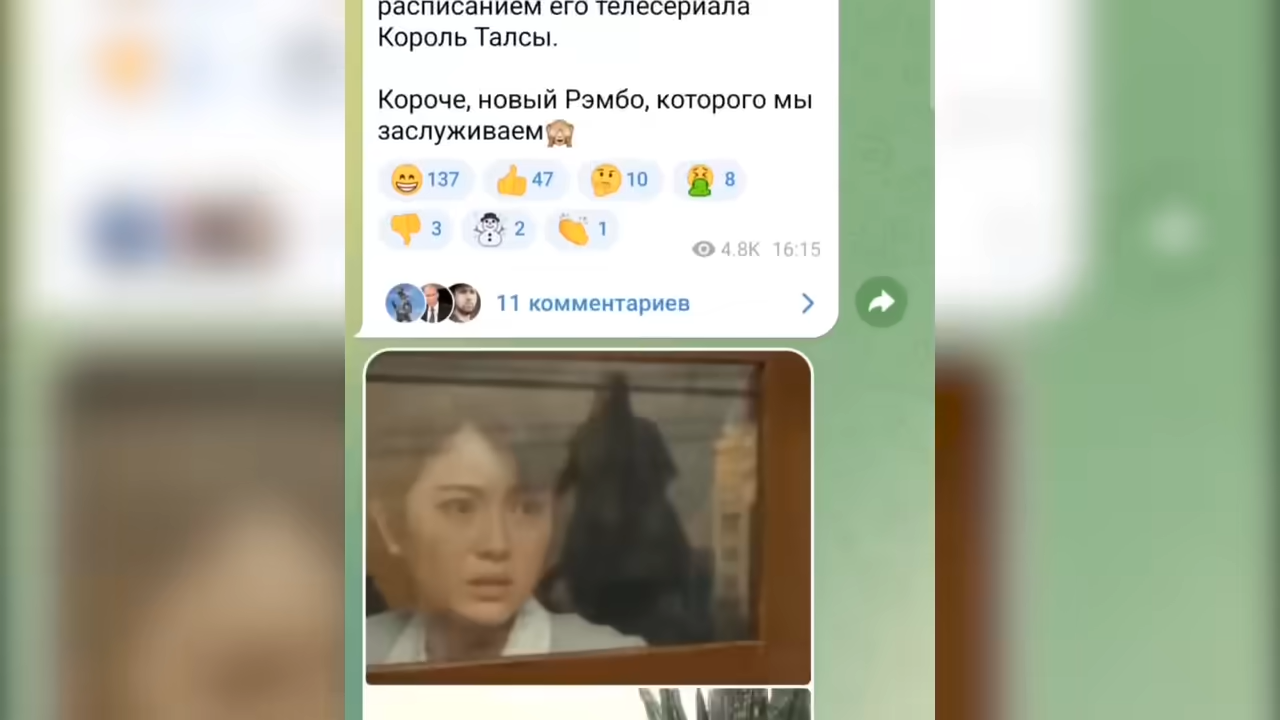 расписанием его телесериала
Король Талсы.
Короче, новый Рэмбо, которого мы
заслуживаем🙈
137 47 10 8
3 2 1
4.8K 16:15
11 комментариев